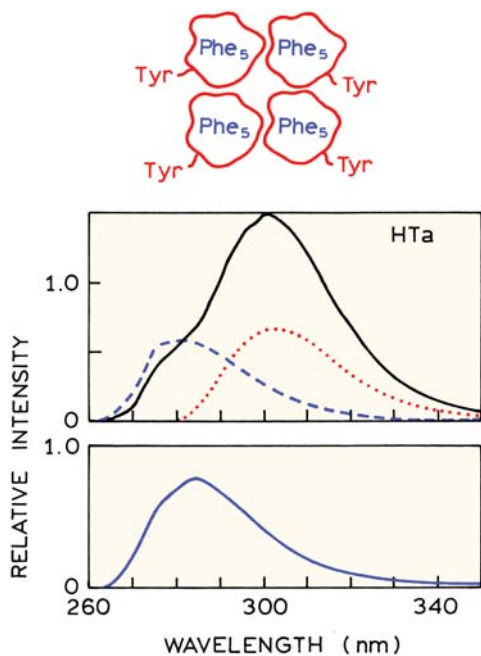 Phe₅ Phe₅
Tyr Tyr
Phe₅ Phe₅
Tyr Tyr
HTa
1.0
0
1.0
0
260 300 340
RELATIVE INTENSITY
WAVELENGTH (nm)